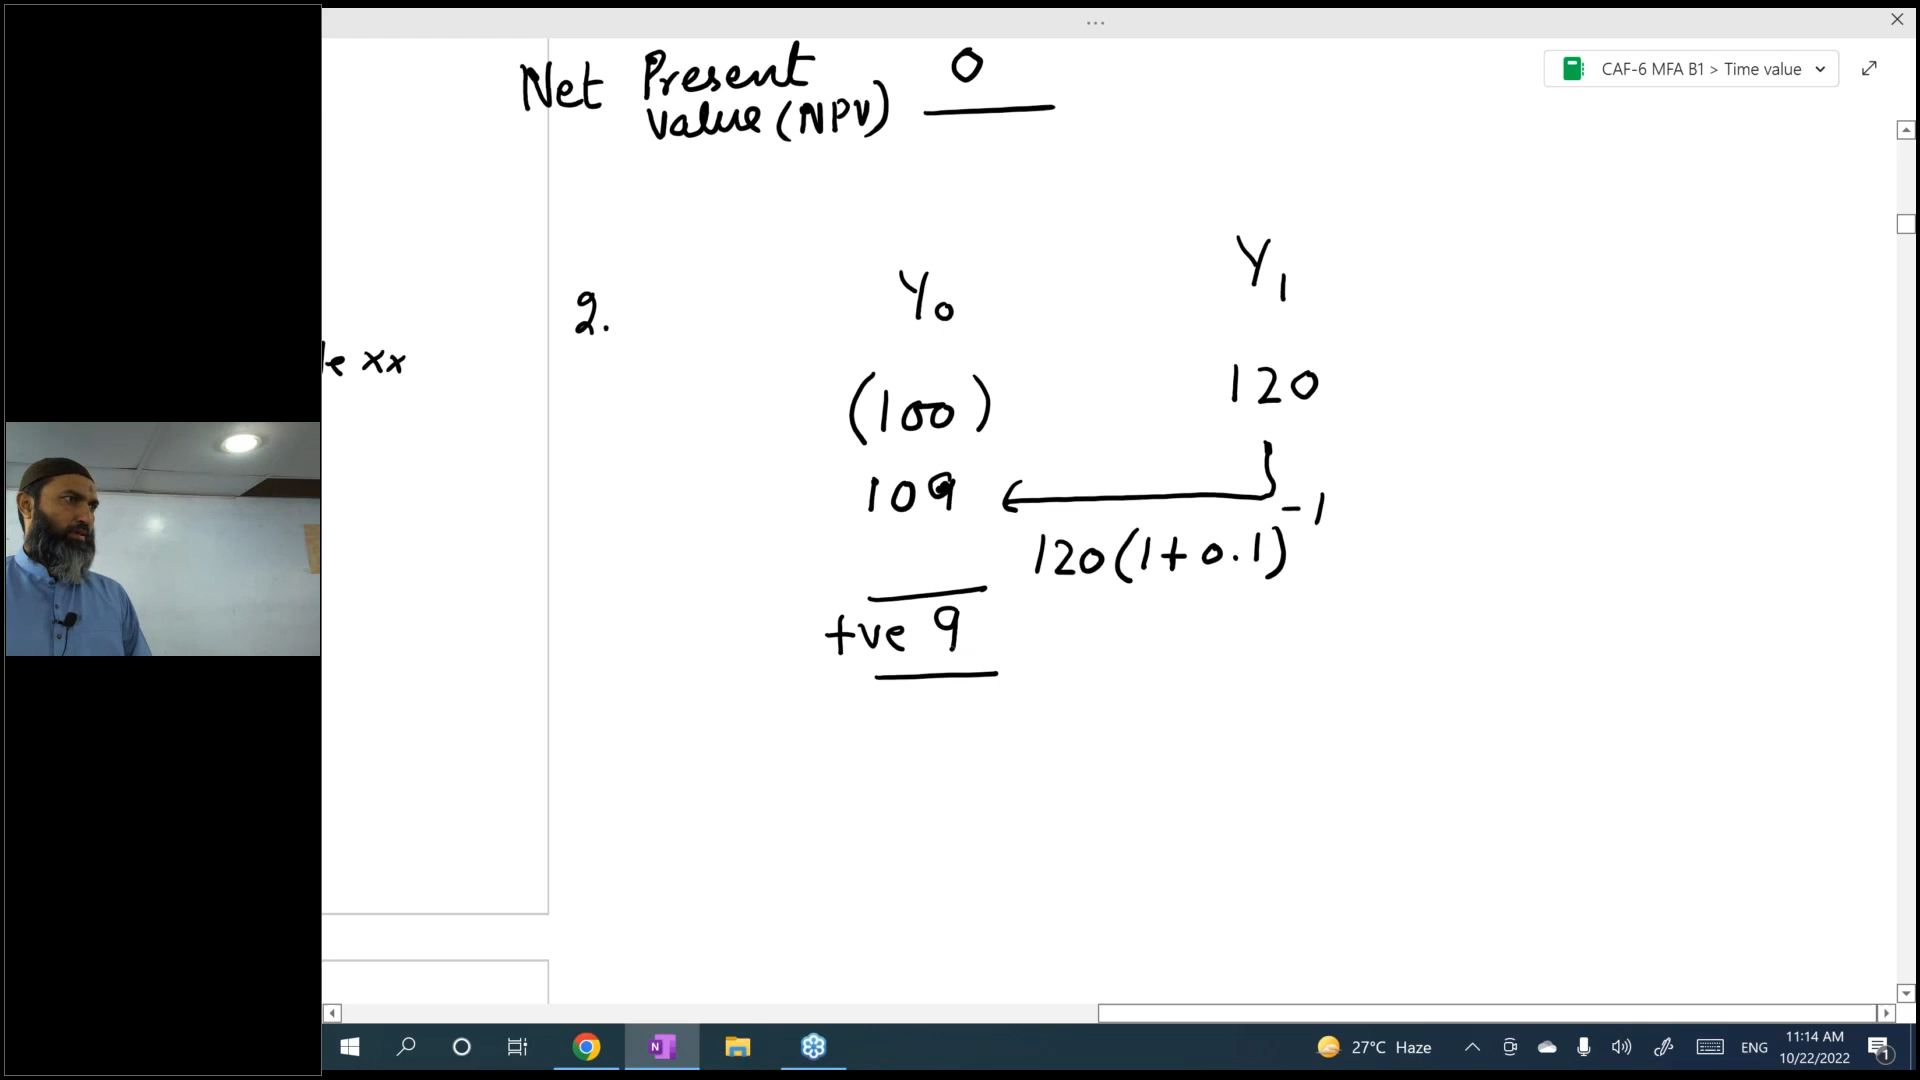 ...
CAF-6 MFA B1 > Time value
Net Present 0
Value (NPV)
2. Y0 Y1
xx
(100) 120
109
120(1+0.1)^-1
+ve 9
27°C Haze
ENG
11:14 AM
10/22/2022
1